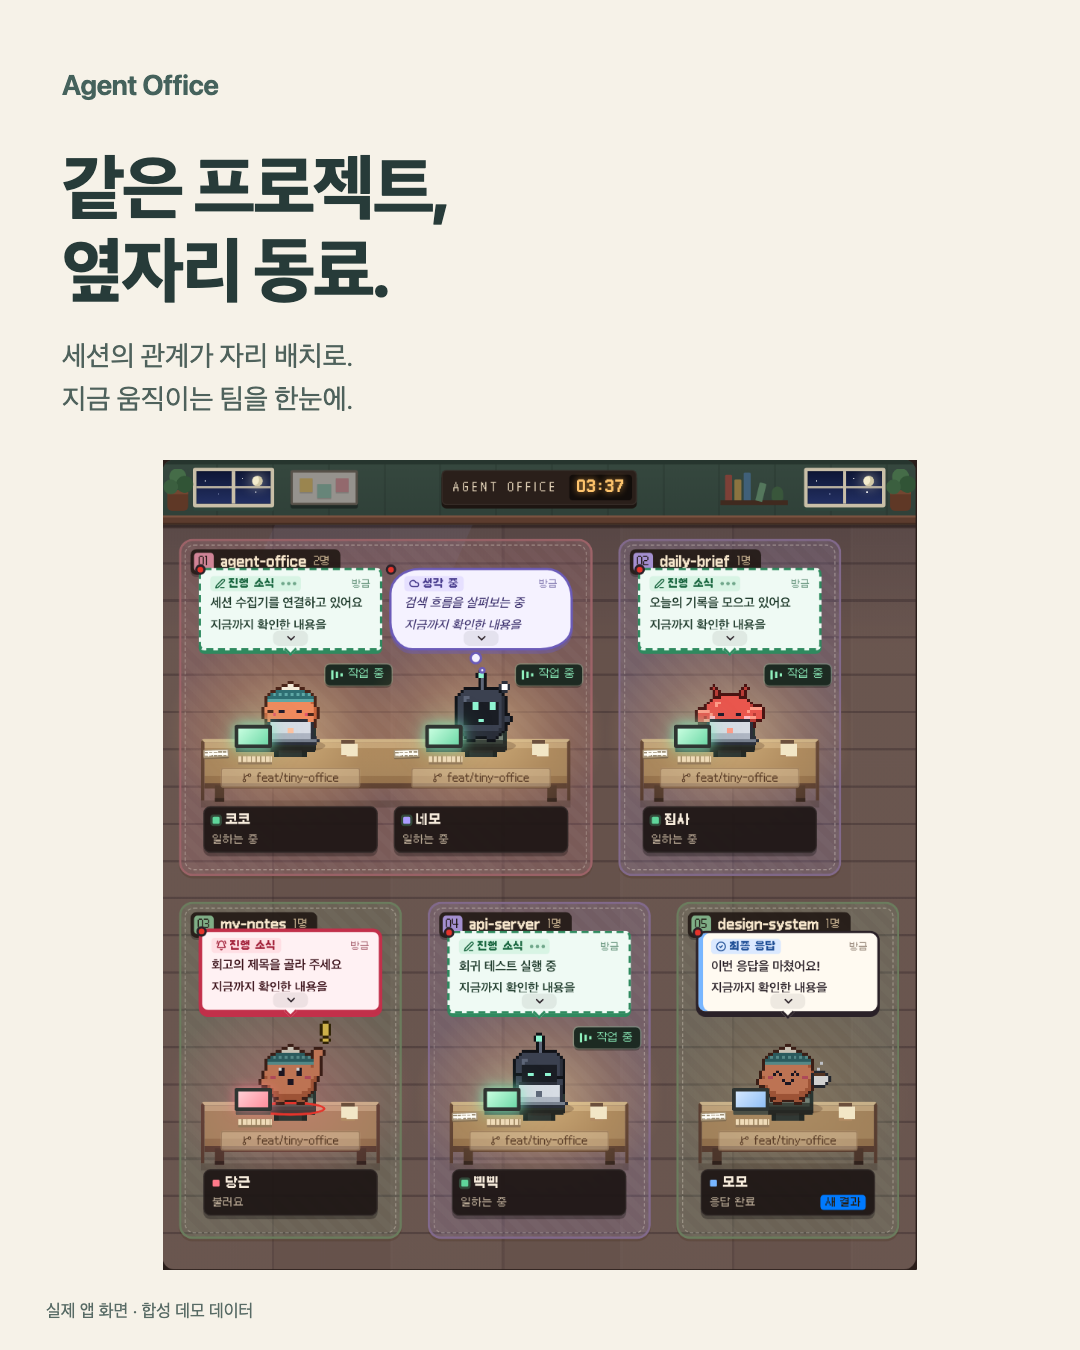 Agent Office
같은 프로젝트,
옆자리 동료.
세션의 관계가 자리 배치로.
지금 움직이는 팀을 한눈에.
AGENT OFFICE 03:37
01 agent-office 2명
진행 소식 방금
세션 수집기를 연결하고 있어요
지금까지 확인한 내용을
생각 중 방금
검색 흐름을 살펴보는 중
지금까지 확인한 내용을
작업 중
작업 중
feat/tiny-office
feat/tiny-office
코코
일하는 중
네모
일하는 중
02 daily-brief 1명
진행 소식 방금
오늘의 기록을 모으고 있어요
지금까지 확인한 내용을
작업 중
feat/tiny-office
집사
일하는 중
03 my-notes 1명
진행 소식 방금
회고의 제목을 골라 주세요
지금까지 확인한 내용을
feat/tiny-office
당근
불러요
04 api-server 1명
진행 소식 방금
회귀 테스트 실행 중
지금까지 확인한 내용을
작업 중
feat/tiny-office
삑삑
일하는 중
05 design-system 1명
최종 응답 방금
이번 응답을 마쳤어요!
지금까지 확인한 내용을
feat/tiny-office
모모
응답 완료 새 결과
실제 앱 화면 · 합성 데모 데이터